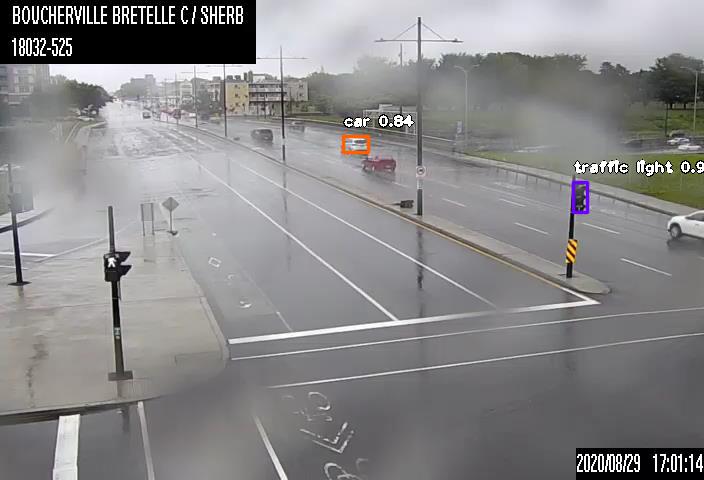 BOUCHERVILLE BRETELLE C / SHERB
18032-525
car 0.84
traffic light 0.9
2020/08/29 17:01:14